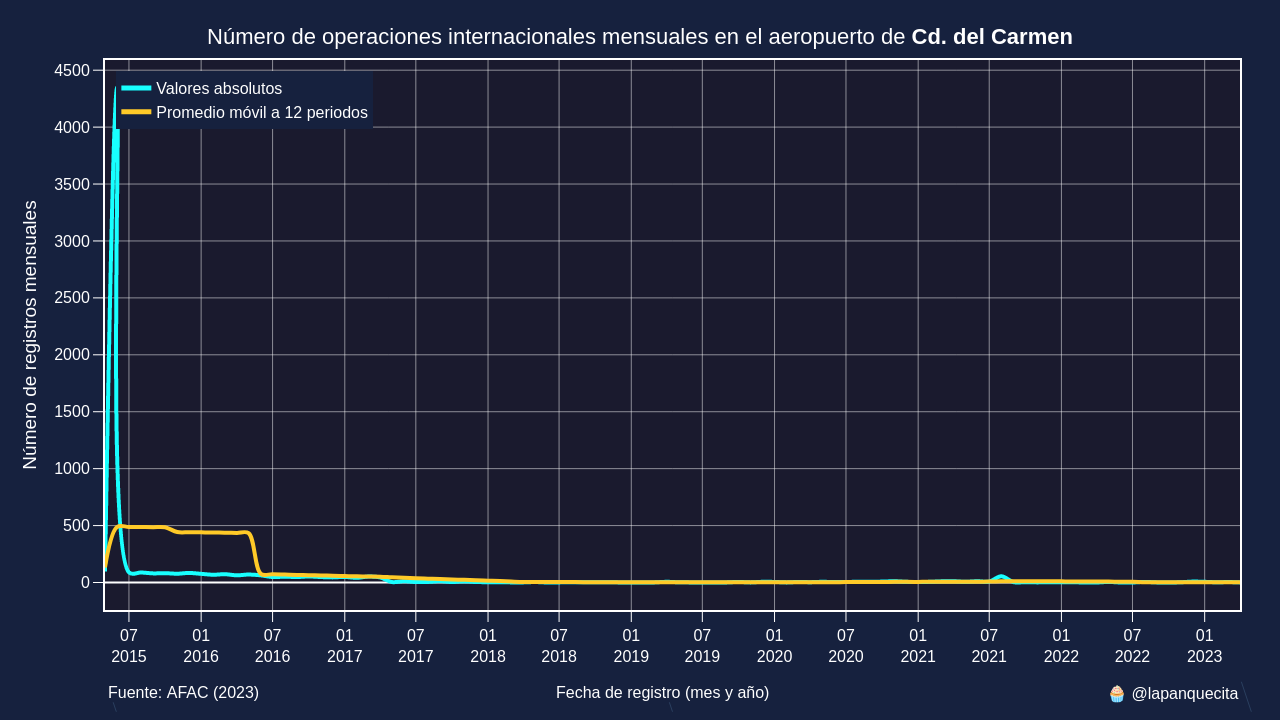 Número de operaciones internacionales mensuales en el aeropuerto de Cd. del Carmen
Valores absolutos
Promedio móvil a 12 periodos
Número de registros mensuales
4500
4000
3500
3000
2500
2000
1500
1000
500
0
07 01 07 01 07 01 07 01 07 01 07 01 07 01 07 01
2015 2016 2016 2017 2017 2018 2018 2019 2019 2020 2020 2021 2021 2022 2022 2023
Fuente: AFAC (2023) Fecha de registro (mes y año) 🧁 @lapanquecita